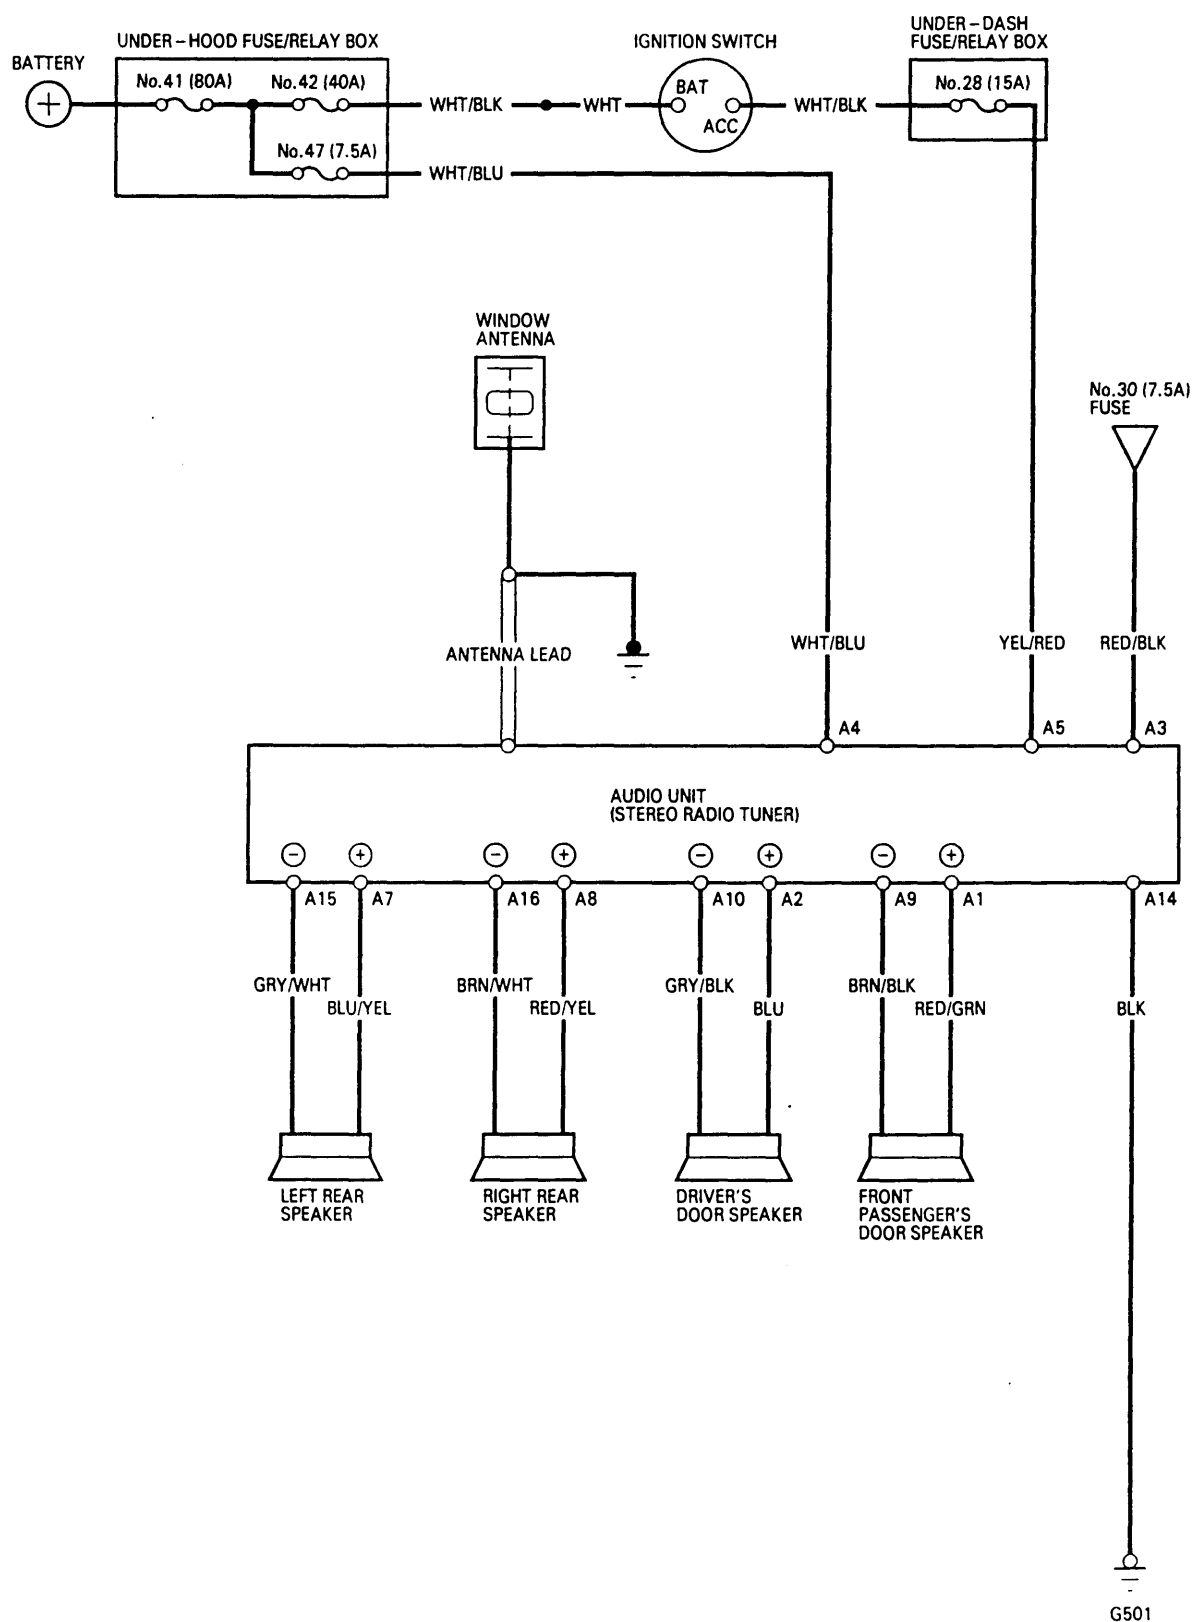 UNDER-DASH
FUSE/RELAY BOX
UNDER-HOOD FUSE/RELAY BOX
IGNITION SWITCH
BATTERY
No.41 (80A)
No.42 (40A)
BAT
No.28 (15A)
WHT/BLK
WHT
WHT/BLK
ACC
No.47 (7.5A)
WHT/BLU
WINDOW
ANTENNA
No.30 (7.5A)
FUSE
ANTENNA LEAD
WHT/BLU
YEL/RED
RED/BLK
A4
A5
A3
AUDIO UNIT
(STEREO RADIO TUNER)
− + − + − + − +
A15
A7
A16
A8
A10
A2
A9
A1
A14
GRY/WHT
BRN/WHT
GRY/BLK
BRN/BLK
BLU/YEL
RED/YEL
BLU
RED/GRN
BLK
LEFT REAR
SPEAKER
RIGHT REAR
SPEAKER
DRIVER'S
DOOR SPEAKER
FRONT
PASSENGER'S
DOOR SPEAKER
G501